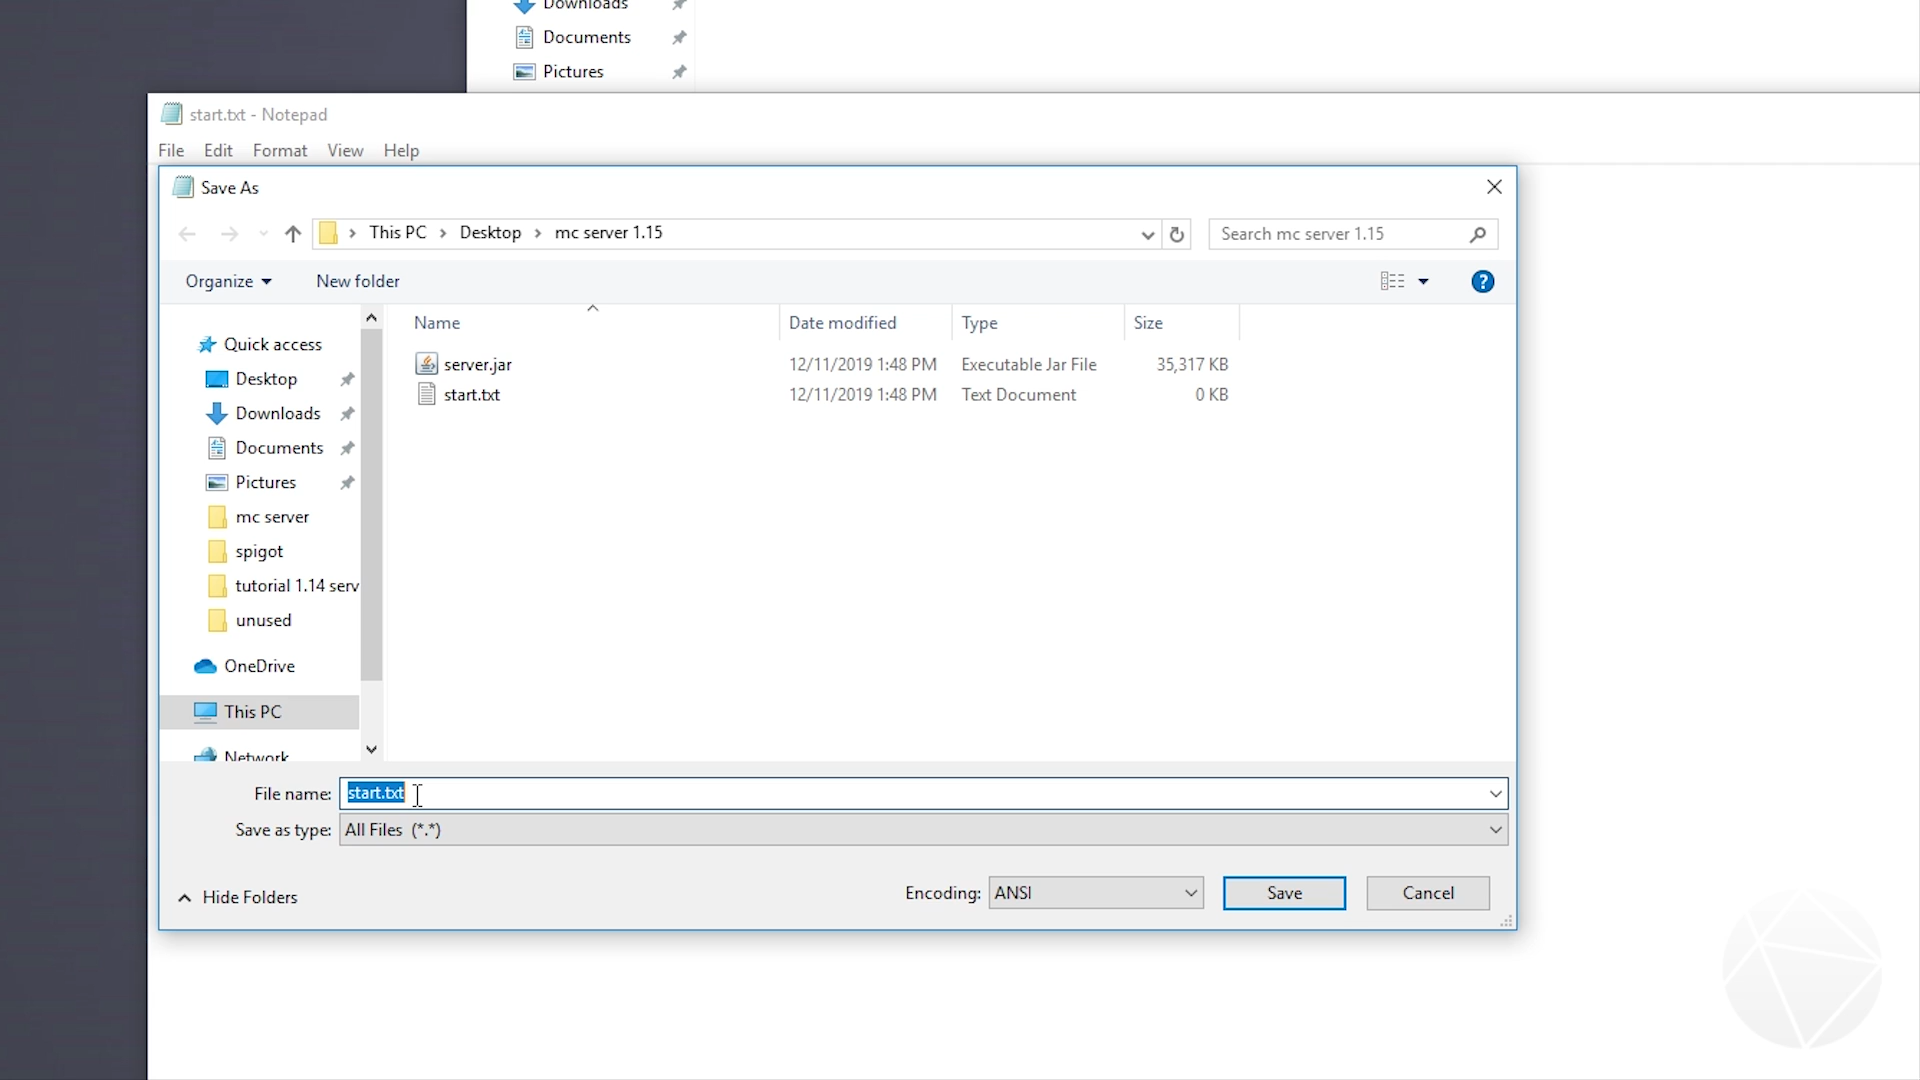 Downloads
Documents
Pictures
start.txt - Notepad
File Edit Format View Help
Save As
This PC > Desktop > mc server 1.15
Search mc server 1.15
Organize New folder
?
Name Date modified Type Size
server.jar 12/11/2019 1:48 PM Executable Jar File 35,317 KB
start.txt 12/11/2019 1:48 PM Text Document 0 KB
Quick access
Desktop
Downloads
Documents
Pictures
mc server
spigot
tutorial 1.14 serv
unused
OneDrive
This PC
Network
File name: start.txt
Save as type: All Files (*.*)
Hide Folders
Encoding: ANSI Save Cancel